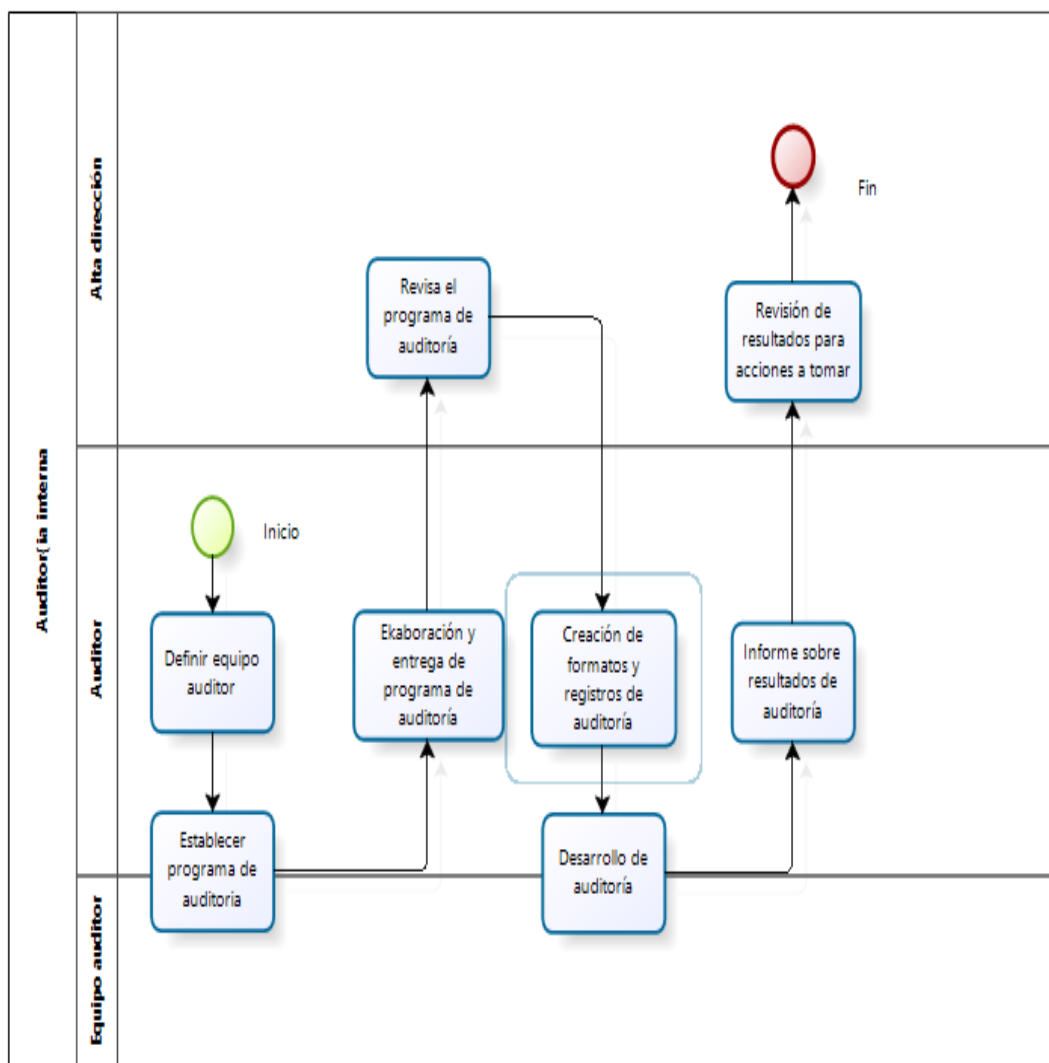 Auditor{ia interna
Alta dirección
Fin
Revisa el
programa de
auditoría
Revisión de
resultados para
acciones a tomar
Auditor
Inicio
Definir equipo
auditor
Ekaboración y
entrega de
programa de
auditoría
Creación de
formatos y
registros de
auditoría
Informe sobre
resultados de
auditoría
Establecer
programa de
auditoria
Desarrollo de
auditoría
Equipo auditor